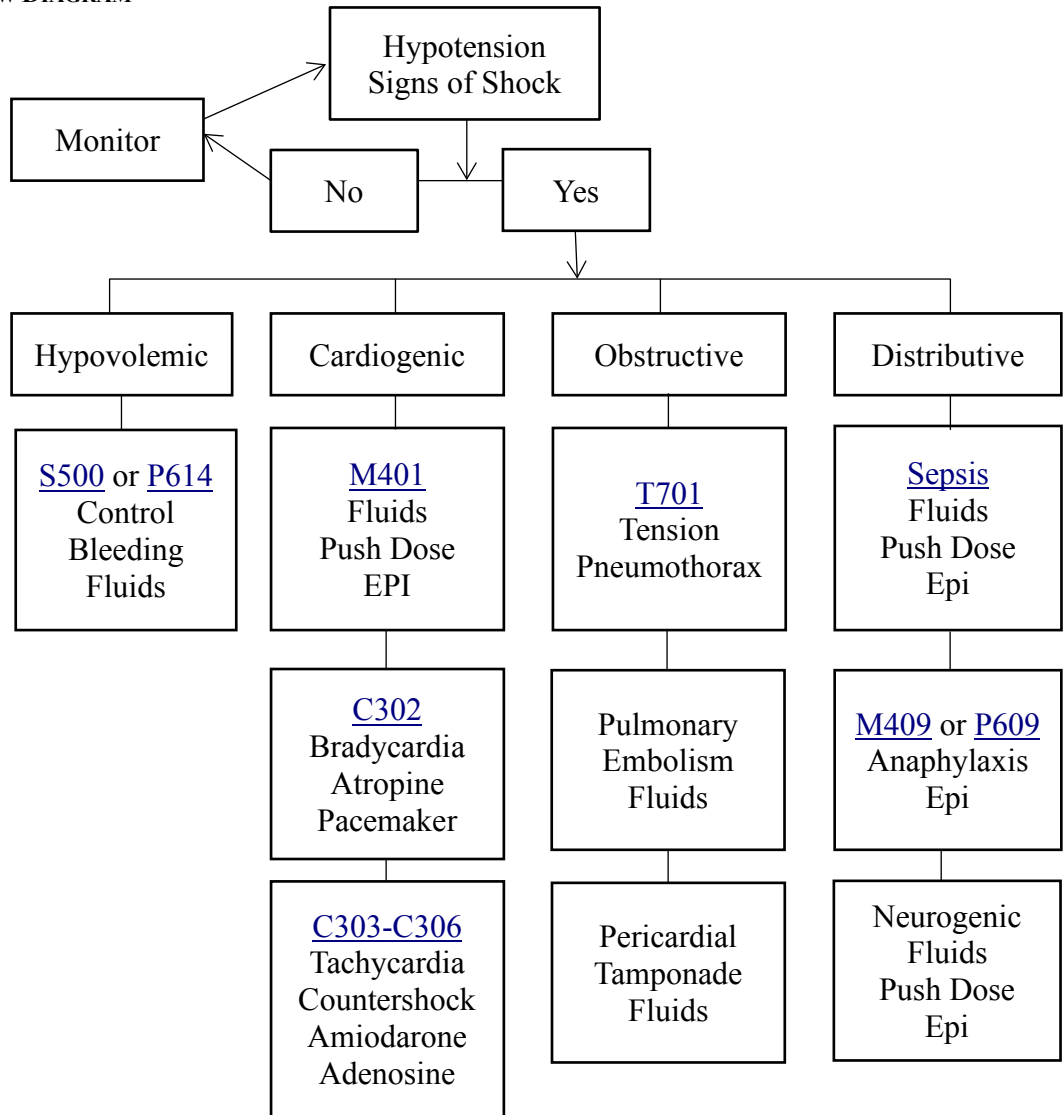 Hypotension
Signs of Shock
Monitor
No
Yes
Hypovolemic
Cardiogenic
Obstructive
Distributive
S500 or P614
Control
Bleeding
Fluids
M401
Fluids
Push Dose
EPI
T701
Tension
Pneumothorax
Sepsis
Fluids
Push Dose
Epi
C302
Bradycardia
Atropine
Pacemaker
Pulmonary
Embolism
Fluids
M409 or P609
Anaphylaxis
Epi
C303-C306
Tachycardia
Countershock
Amiodarone
Adenosine
Pericardial
Tamponade
Fluids
Neurogenic
Fluids
Push Dose
Epi